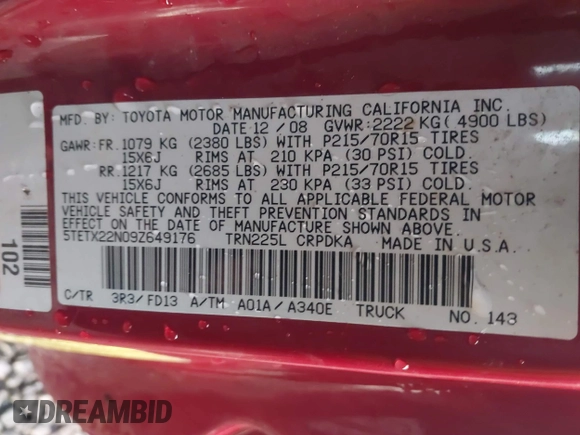 MFD. BY: TOYOTA MOTOR MANUFACTURING CALIFORNIA INC.
DATE 12/08 GVWR:2222 KG( 4900 LBS)
GAWR:FR.1079 KG (2380 LBS) WITH P215/70R15 TIRES
15X6J RIMS AT 210 KPA (30 PSI) COLD.
RR.1217 KG (2685 LBS) WITH P215/70R15 TIRES
15X6J RIMS AT 230 KPA (33 PSI) COLD.
THIS VEHICLE CONFORMS TO ALL APPLICABLE FEDERAL MOTOR
VEHICLE SAFETY AND THEFT PREVENTION STANDARDS IN
EFFECT ON THE DATE OF MANUFACTURE SHOWN ABOVE.
5TETX22N09Z649176 TRN225L CRPDKA MADE IN U.S.A.
C/TR 3R3/FD13 A/TM A01A/A340E TRUCK NO.143
102
DREAMBID